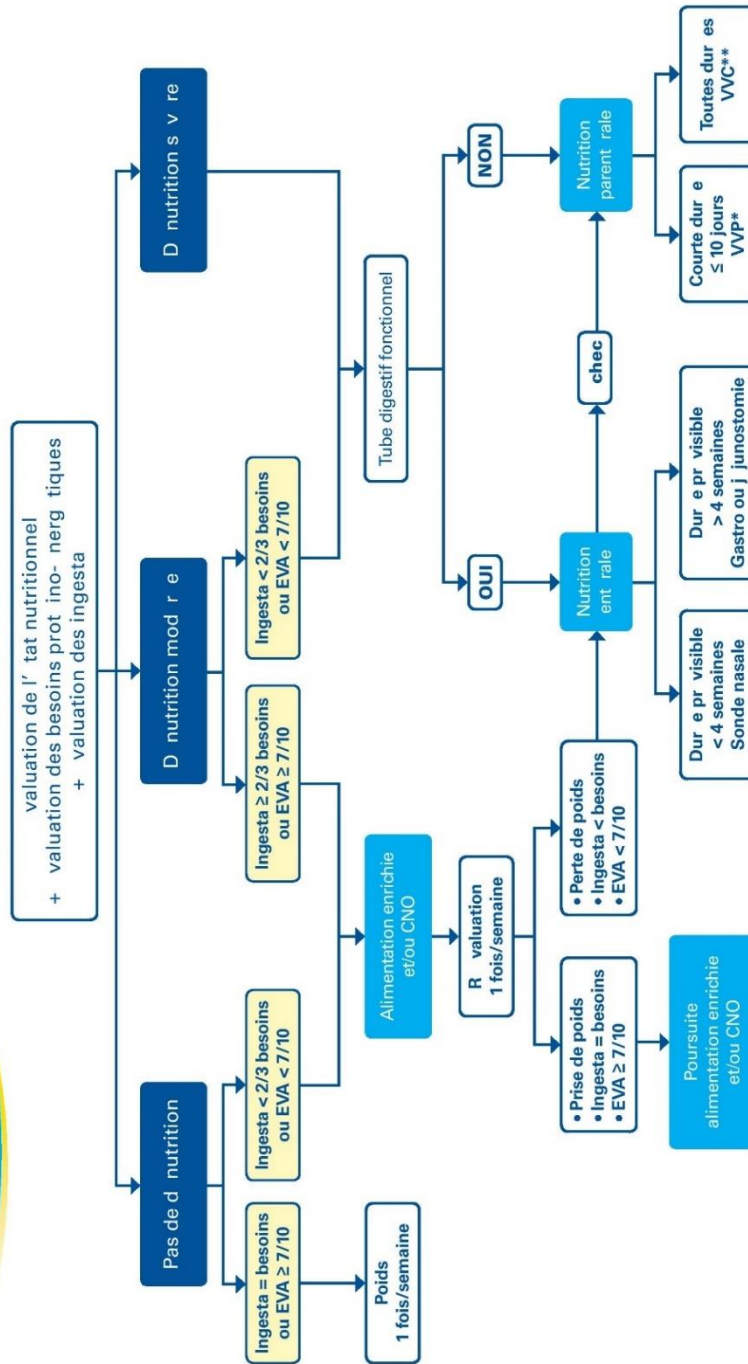 valuation de l' tat nutritionnel
+ valuation des besoins prot ino- nerg tiques
+ valuation des ingesta
Pas de d nutrition
D nutrition mod r e
D nutrition s v re
Ingesta = besoins
ou EVA ≥ 7/10
Ingesta < 2/3 besoins
ou EVA < 7/10
Ingesta ≥ 2/3 besoins
ou EVA ≥ 7/10
Ingesta < 2/3 besoins
ou EVA < 7/10
Poids
1 fois/semaine
Alimentation enrichie
et/ou CNO
Tube digestif fonctionnel
R valuation
1 fois/semaine
OUI
NON
• Prise de poids
• Ingesta = besoins
• EVA ≥ 7/10
• Perte de poids
• Ingesta < besoins
• EVA < 7/10
Nutrition
ent rale
chec
Nutrition
parent rale
Poursuite
alimentation enrichie
et/ou CNO
Dur e pr visible
< 4 semaines
Sonde nasale
Dur e pr visible
> 4 semaines
Gastro ou j junostomie
Courte dur e
≤ 10 jours
VVP*
Toutes dur es
VVC**